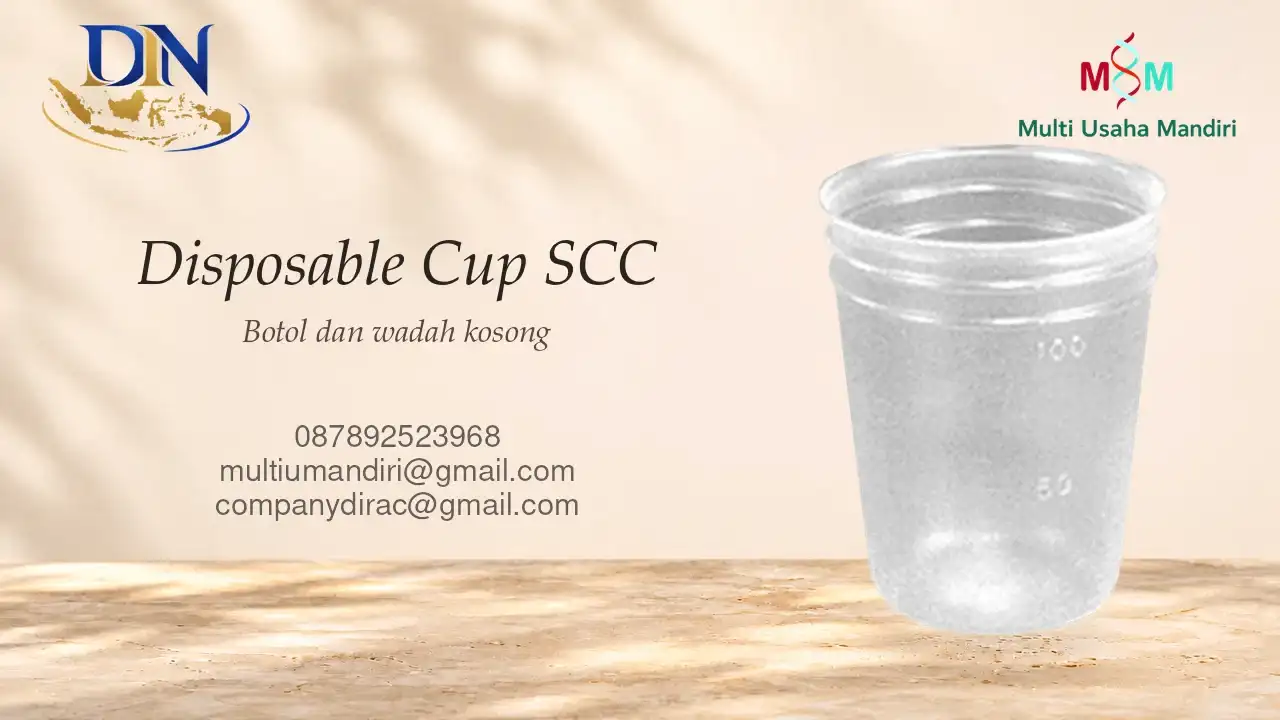 DIN
MSM
Multi Usaha Mandiri
Disposable Cup SCC
Botol dan wadah kosong
100
50
087892523968
multiumandiri@gmail.com
companydirac@gmail.com